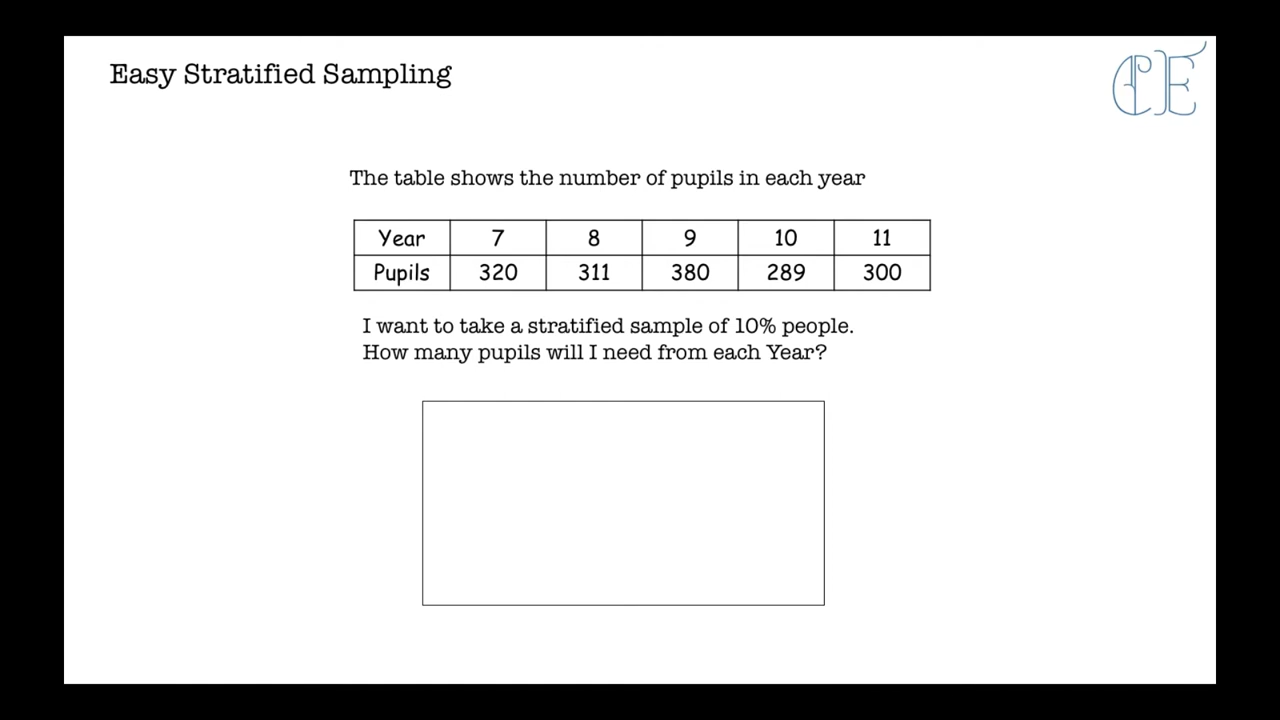 Easy Stratified Sampling
CE
The table shows the number of pupils in each year
Year 7 8 9 10 11
Pupils 320 311 380 289 300
I want to take a stratified sample of 10% people.
How many pupils will I need from each Year?